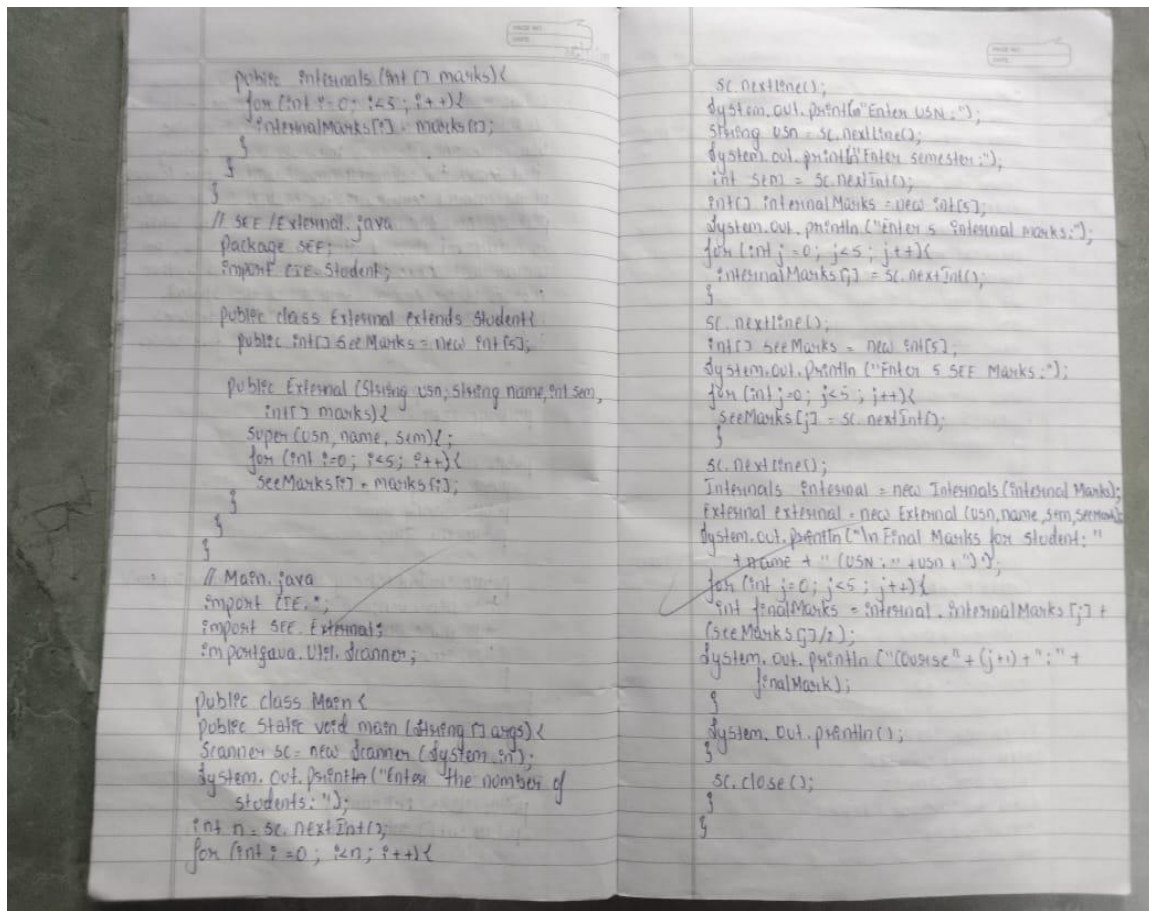 PAGE NO:
DATE:
public internals (int [] marks){
for (int i=0; i<5; i++){
internalMarks[i] = marks[i];
}
}
}
// SEE /External.java
package SEE;
import CIE.Student;
public class External extends Student{
public int[] seeMarks = new int[5];
public External (String usn, String name, int sem,
int[] marks){
super (usn, name, sem){;
for (int i=0; i<5; i++){
seeMarks[i] = marks[i];
}
}
}
// Main.java
import CIE.*;
import SEE.External;
import java.util.Scanner;
public class Main {
public static void main (String [] args) {
Scanner sc = new Scanner (System.in);
System.out.println ("Enter the number of
students: ");
int n = sc.nextInt();
for (int i=0; i<n; i++){
PAGE NO:
DATE:
sc.nextline();
System.out.println"Enter USN:");
String usn = sc.nextLine();
System.out.println"Enter semester:");
int sem = sc.nextInt();
int[] internalMarks = new int[5];
System.out.println("Enter 5 internal marks:");
for (int j=0; j<5; j++){
internalMarks[j] = sc.nextInt();
}
sc.nextline();
int[] seeMarks = new int[5];
System.out.println ("Enter 5 SEE Marks:");
for (int j=0; j<5; j++){
seeMarks[j] = sc.nextInt();
}
sc.nextline();
Internals internal = new Internals (internal Marks);
External external = new External (usn, name, sem, seeMarks);
System.out.println ("\n Final Marks for student: "
+ name + " (USN: " + usn + ")");
for (int j=0; j<5; j++){
int finalMarks = internal.internalMarks [j] +
(seeMarks[j]/2);
System.out.println ("Course" + (j+1) + ":" +
finalMark);
}
System.out.println();
}
sc.close();
}
}